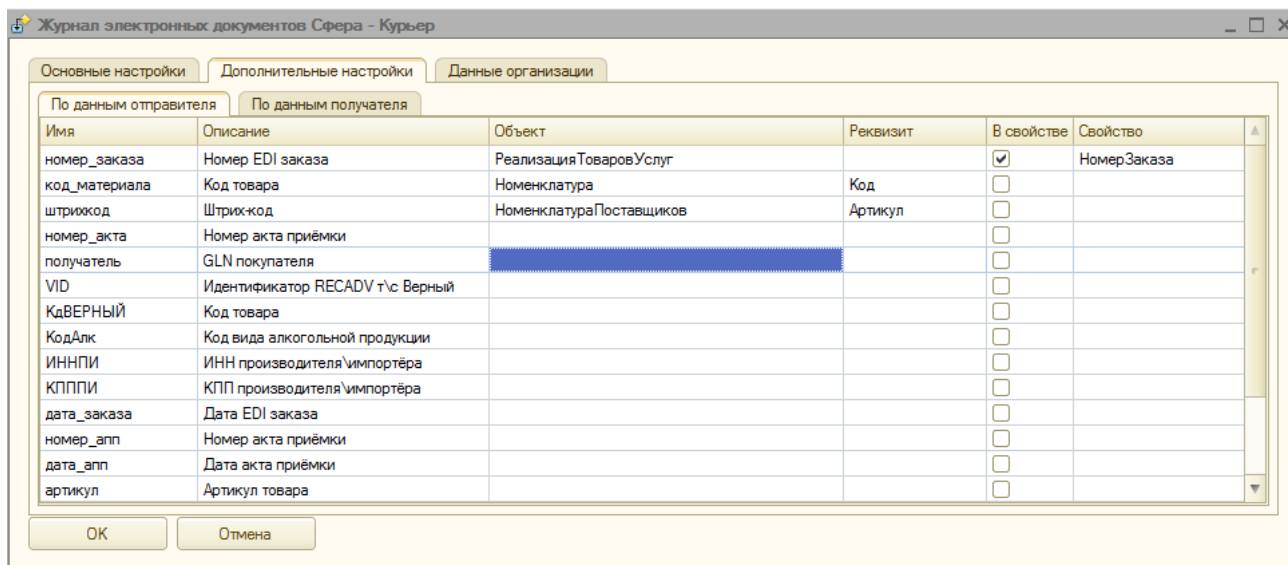 Журнал электронных документов Сфера - Курьер
Основные настройки Дополнительные настройки Данные организации
По данным отправителя По данным получателя
Имя Описание Объект Реквизит В свойстве Свойство
номер_заказа Номер EDI заказа РеализацияТоваровУслуг НомерЗаказа
код_материала Код товара Номенклатура Код
штрихкод Штрих-код НоменклатураПоставщиков Артикул
номер_акта Номер акта приёмки
получатель GLN покупателя
VID Идентификатор RECADV т\с Верный
КдВЕРНЫЙ Код товара
КодАлк Код вида алкогольной продукции
ИННПИ ИНН производителя\импортёра
КПППИ КПП производителя\импортёра
дата_заказа Дата EDI заказа
номер_апп Номер акта приёмки
дата_апп Дата акта приёмки
артикул Артикул товара
OK Отмена